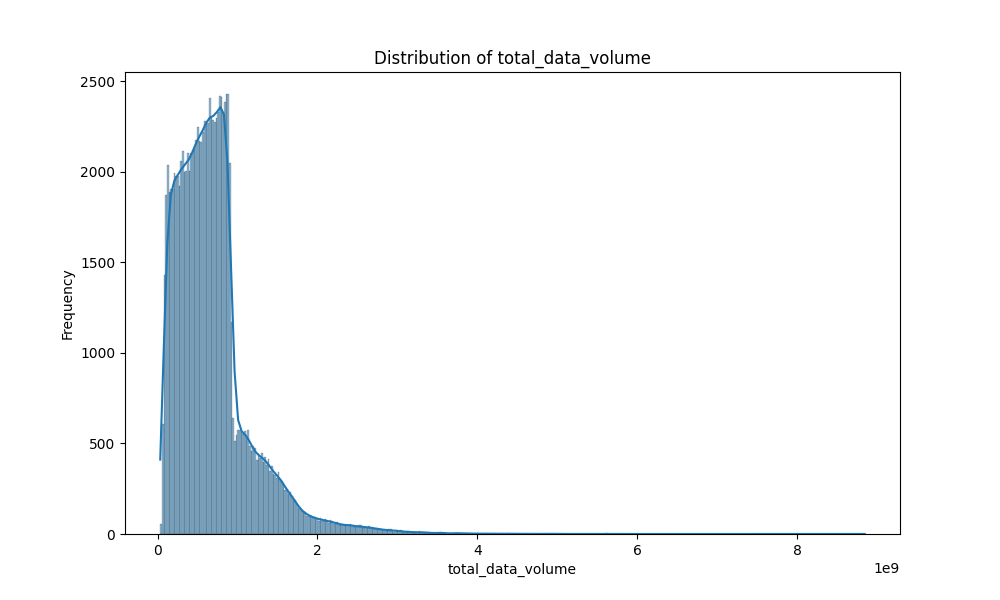 Distribution of total_data_volume
2500
2000
1500
1000
500
0
Frequency
0 2 4 6 8
1e9
total_data_volume